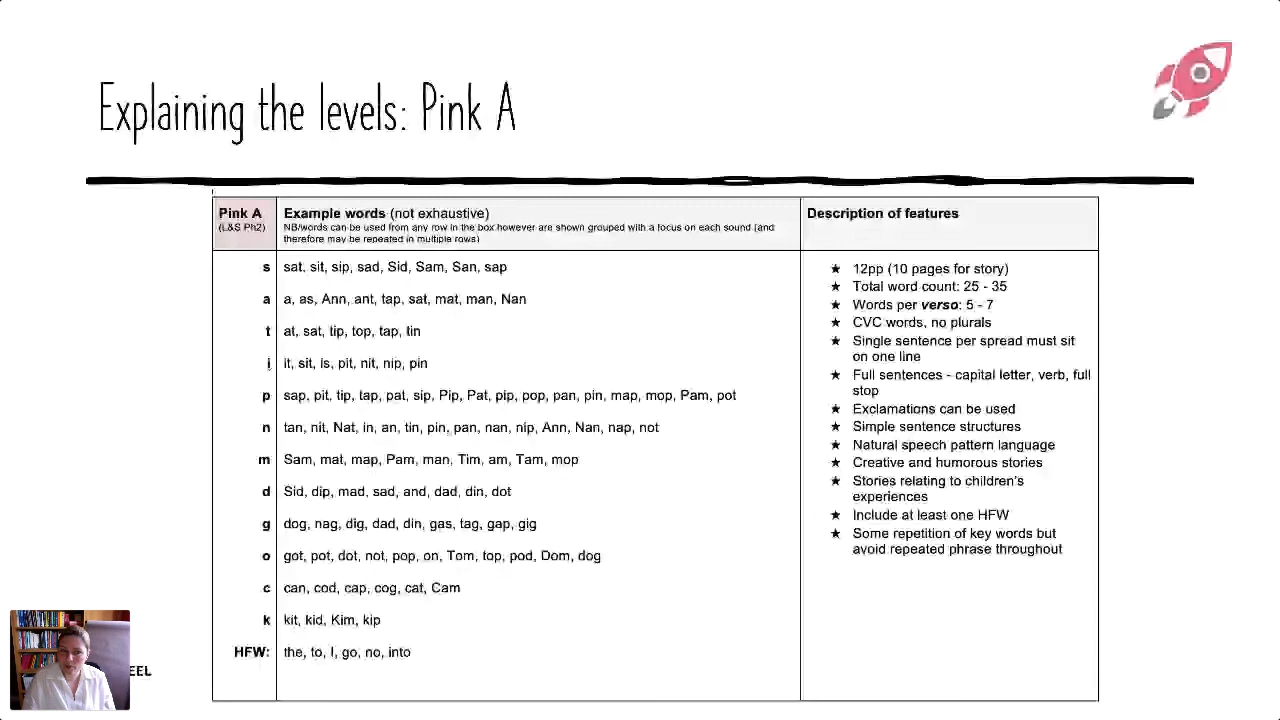 Explaining the levels: Pink A
Pink A
(L&S Ph2)
Example words (not exhaustive)
NB/words can be used from any row in the box however are shown grouped with a focus on each sound (and
therefore may be repeated in multiple rows)
Description of features
s sat, sit, sip, sad, Sid, Sam, San, sap
a a, as, Ann, ant, tap, sat, mat, man, Nan
t at, sat, tip, top, tap, tin
i it, sit, is, pit, nit, nip, pin
p sap, pit, tip, tap, pat, sip, Pip, Pat, pip, pop, pan, pin, map, mop, Pam, pot
n tan, nit, Nat, in, an, tin, pin, pan, nan, nip, Ann, Nan, nap, not
m Sam, mat, map, Pam, man, Tim, am, Tam, mop
d Sid, dip, mad, sad, and, dad, din, dot
g dog, nag, dig, dad, din, gas, tag, gap, gig
o got, pot, dot, not, pop, on, Tom, top, pod, Dom, dog
c can, cod, cap, cog, cat, Cam
k kit, kid, Kim, kip
HFW: the, to, I, go, no, into
★ 12pp (10 pages for story)
★ Total word count: 25 - 35
★ Words per verso: 5 - 7
★ CVC words, no plurals
★ Single sentence per spread must sit
on one line
★ Full sentences - capital letter, verb, full
stop
★ Exclamations can be used
★ Simple sentence structures
★ Natural speech pattern language
★ Creative and humorous stories
★ Stories relating to children's
experiences
★ Include at least one HFW
★ Some repetition of key words but
avoid repeated phrase throughout
EEL